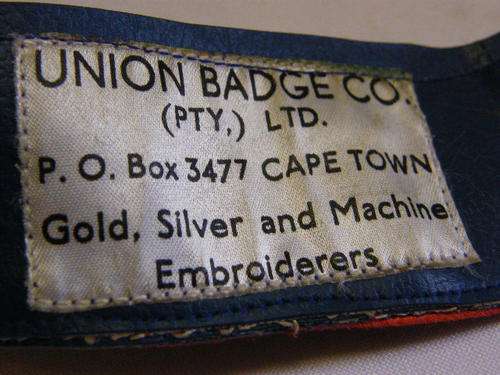 UNION BADGE CO.
(PTY,) LTD.
P. O. Box 3477 CAPE TOWN
Gold, Silver and Machine
Embroiderers